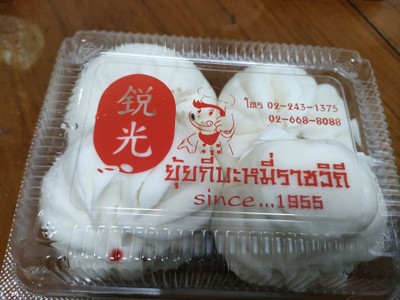 锐光
โทร 02-243-1375
02-668-8088
ยุ้ยกี่บะหมี่ราชวิถี
since...1955